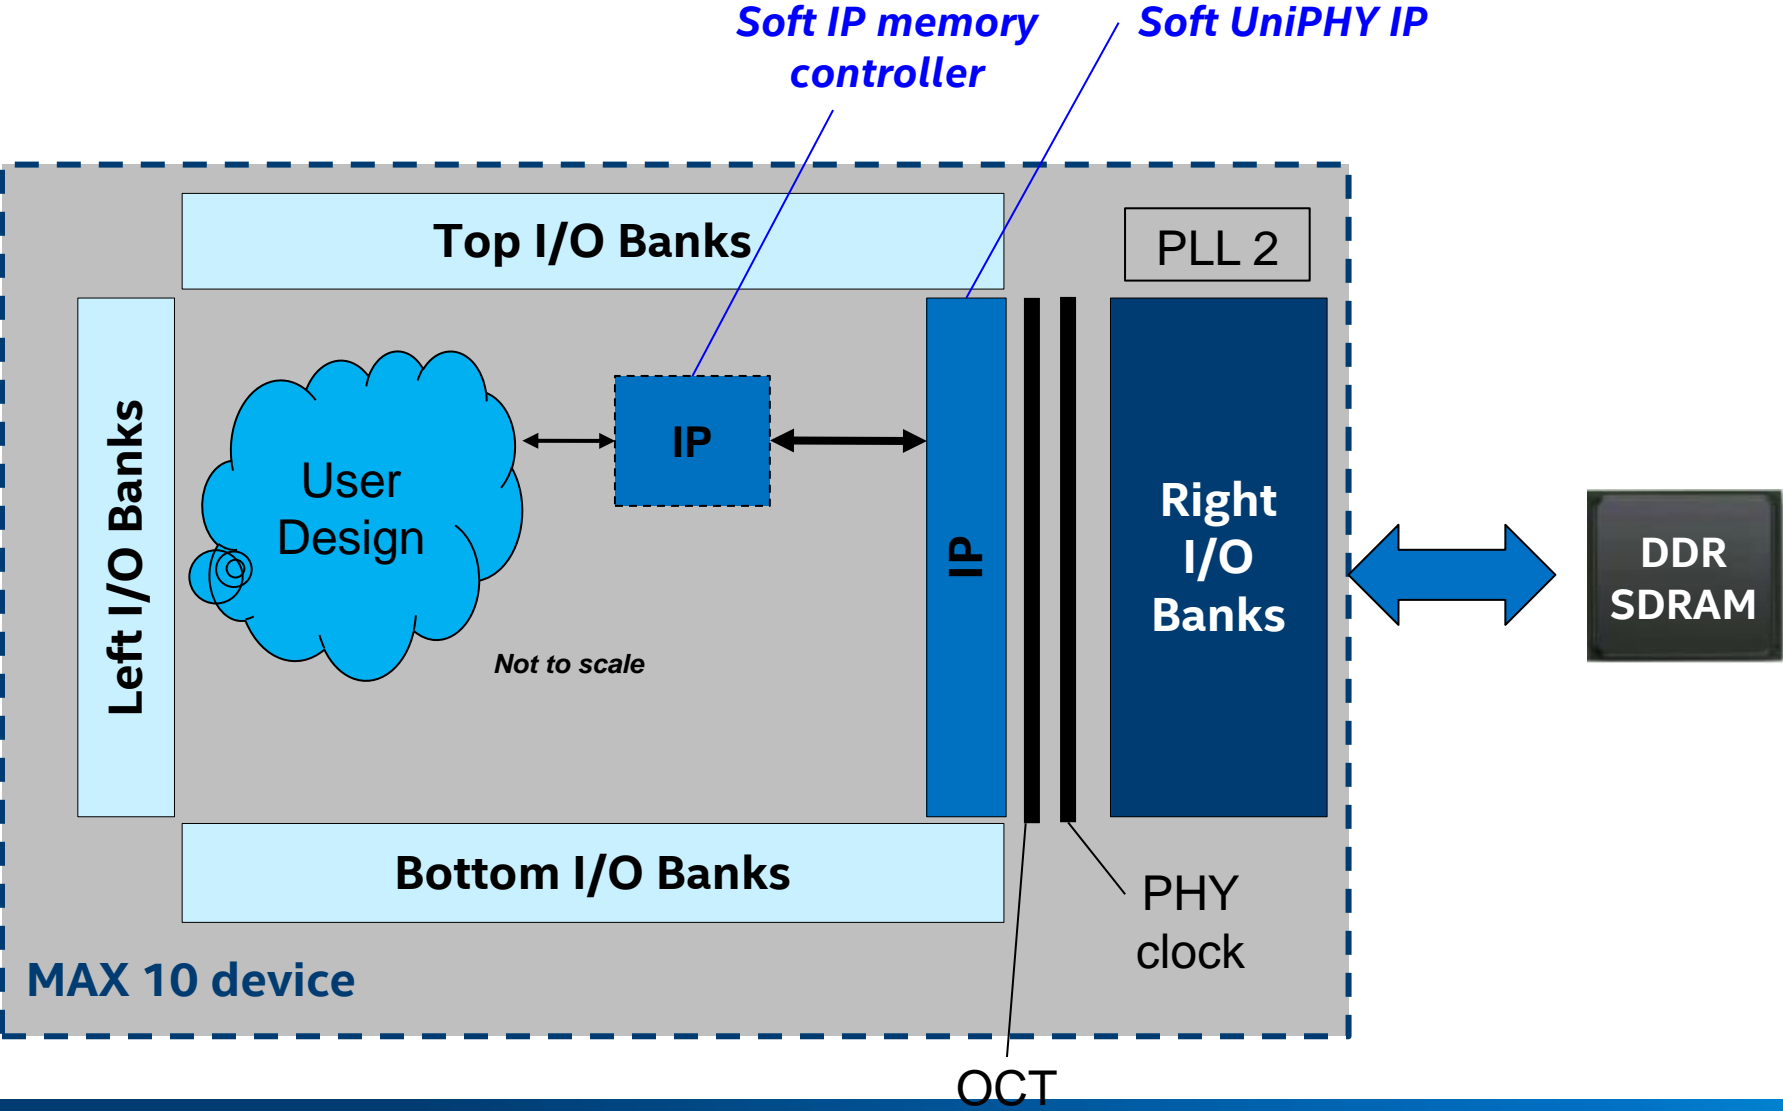 Soft IP memory
controller
Soft UniPHY IP
Top I/O Banks
PLL 2
Left I/O Banks
User
Design
IP
IP
Right
I/O
Banks
DDR
SDRAM
Not to scale
Bottom I/O Banks
PHY
clock
MAX 10 device
OCT